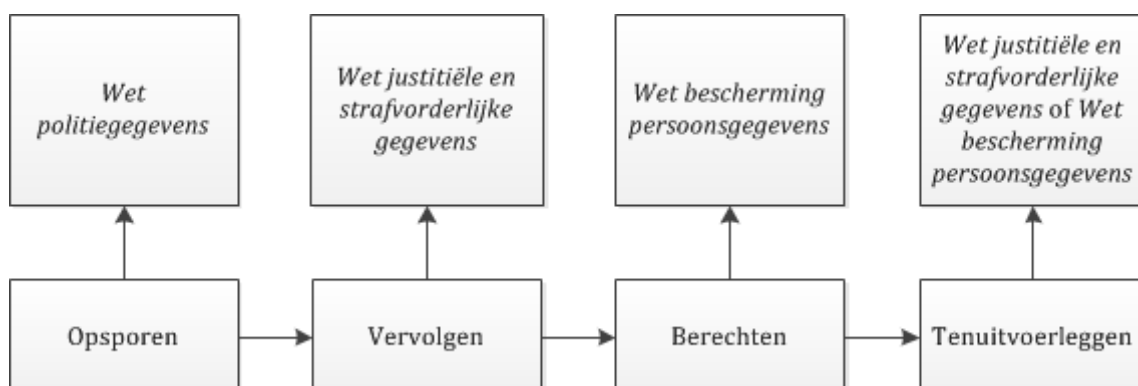 Wet
politiegegevens
Wet justitiële en
strafvorderlijke
gegevens
Wet bescherming
persoonsgegevens
Wet justitiële en
strafvorderlijke
gegevens of Wet
bescherming
persoonsgegevens
Opsporen
Vervolgen
Berechten
Tenuitvoerleggen